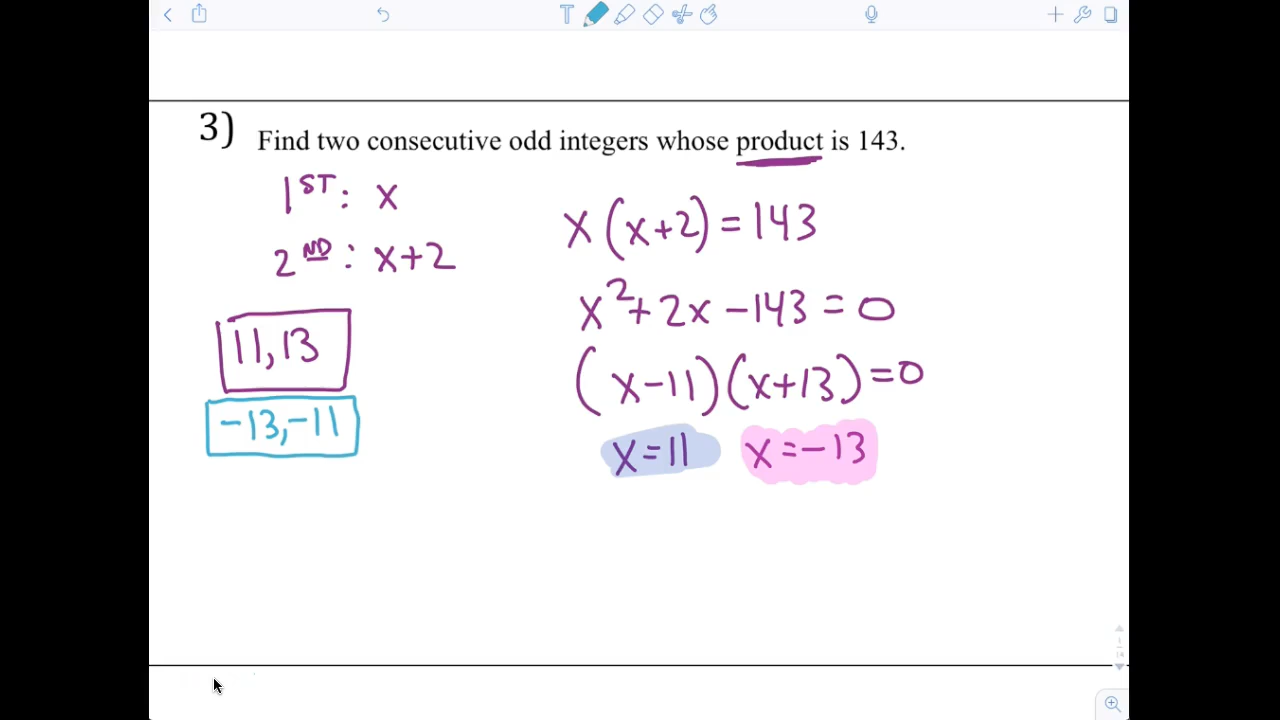 3) Find two consecutive odd integers whose product is 143.
1ST: x
2ND: x+2
x(x+2)=143
x²+2x-143=0
(x-11)(x+13)=0
x=11 x=-13
11,13
-13,-11